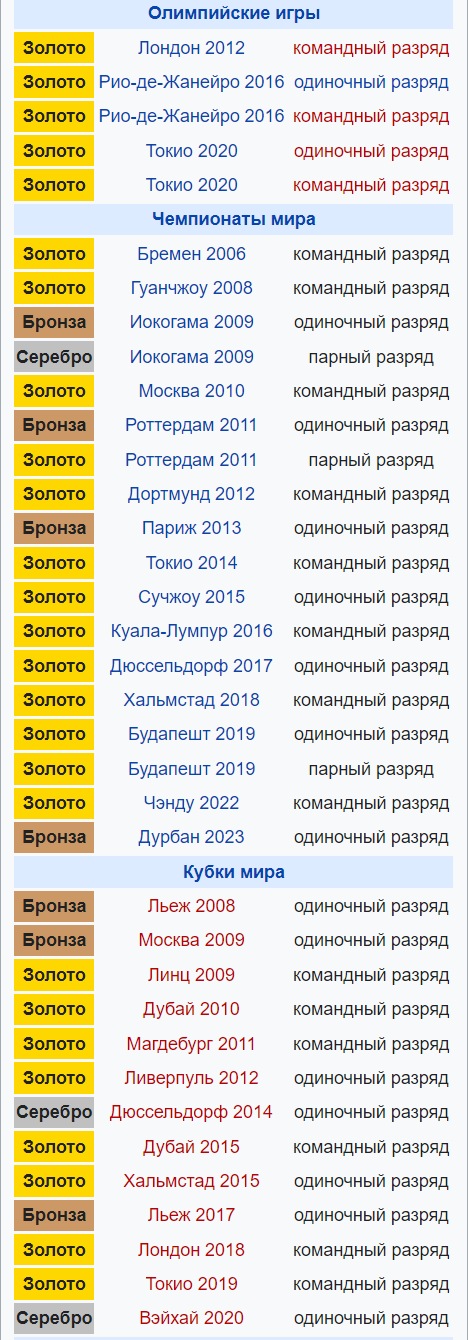 Олимпийские игры
Золото Лондон 2012 командный разряд
Золото Рио-де-Жанейро 2016 одиночный разряд
Золото Рио-де-Жанейро 2016 командный разряд
Золото Токио 2020 одиночный разряд
Золото Токио 2020 командный разряд
Чемпионаты мира
Золото Бремен 2006 командный разряд
Золото Гуанчжоу 2008 командный разряд
Бронза Иокогама 2009 одиночный разряд
Серебро Иокогама 2009 парный разряд
Золото Москва 2010 командный разряд
Бронза Роттердам 2011 одиночный разряд
Золото Роттердам 2011 парный разряд
Золото Дортмунд 2012 командный разряд
Бронза Париж 2013 одиночный разряд
Золото Токио 2014 командный разряд
Золото Сучжоу 2015 одиночный разряд
Золото Куала-Лумпур 2016 командный разряд
Золото Дюссельдорф 2017 одиночный разряд
Золото Хальмстад 2018 командный разряд
Золото Будапешт 2019 одиночный разряд
Золото Будапешт 2019 парный разряд
Золото Чэнду 2022 командный разряд
Бронза Дурбан 2023 одиночный разряд
Кубки мира
Бронза Льеж 2008 одиночный разряд
Бронза Москва 2009 одиночный разряд
Золото Линц 2009 командный разряд
Золото Дубай 2010 командный разряд
Золото Магдебург 2011 командный разряд
Золото Ливерпуль 2012 одиночный разряд
Серебро Дюссельдорф 2014 одиночный разряд
Золото Дубай 2015 командный разряд
Золото Хальмстад 2015 одиночный разряд
Бронза Льеж 2017 одиночный разряд
Золото Лондон 2018 командный разряд
Золото Токио 2019 командный разряд
Серебро Вэйхай 2020 одиночный разряд